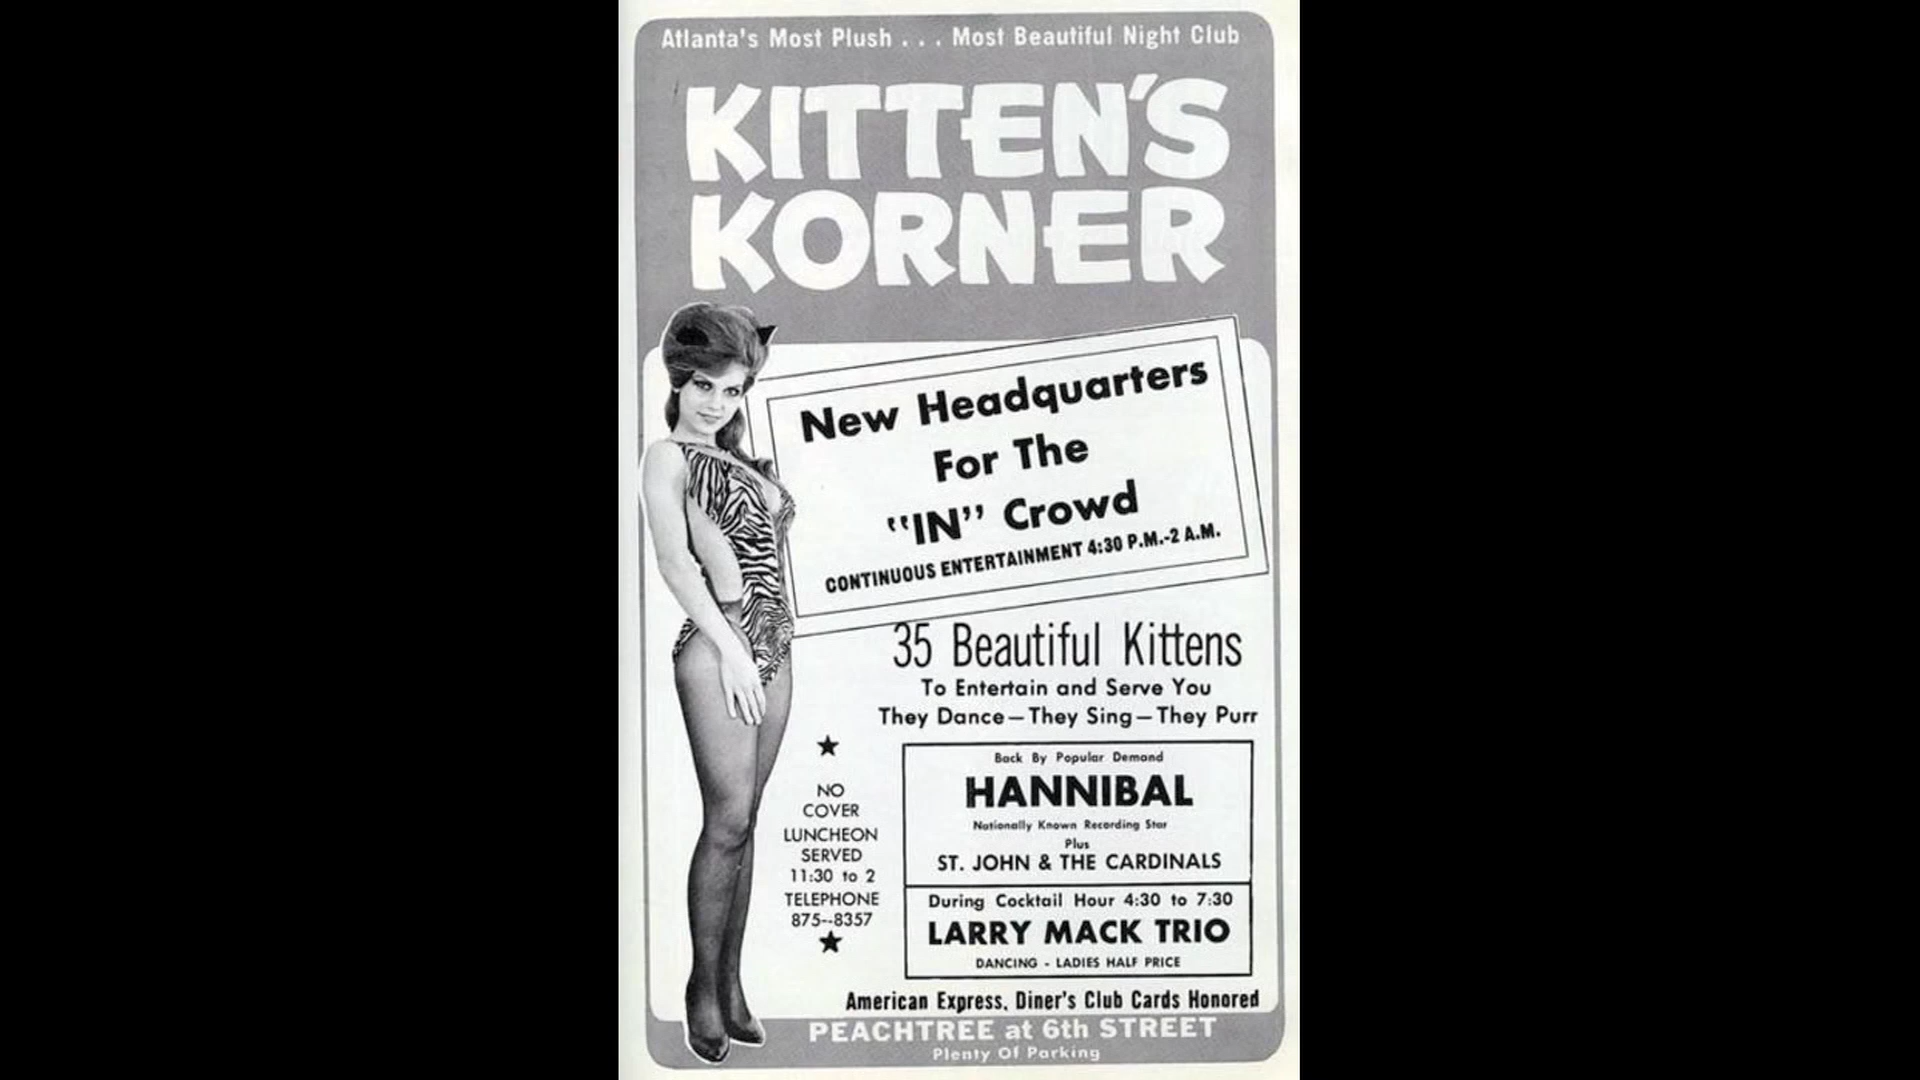 Atlanta's Most Plush . . . Most Beautiful Night Club
KITTEN'S
KORNER
New Headquarters
For The
"IN" Crowd
CONTINUOUS ENTERTAINMENT 4:30 P.M.-2 A.M.
35 Beautiful Kittens
To Entertain and Serve You
They Dance—They Sing—They Purr
NO
COVER
LUNCHEON
SERVED
11:30 to 2
TELEPHONE
875--8357
Back By Popular Demand
HANNIBAL
Nationally Known Recording Star
Plus
ST. JOHN & THE CARDINALS
During Cocktail Hour 4:30 to 7:30
LARRY MACK TRIO
DANCING - LADIES HALF PRICE
American Express, Diner's Club Cards Honored
PEACHTREE at 6th STREET
Plenty Of Parking